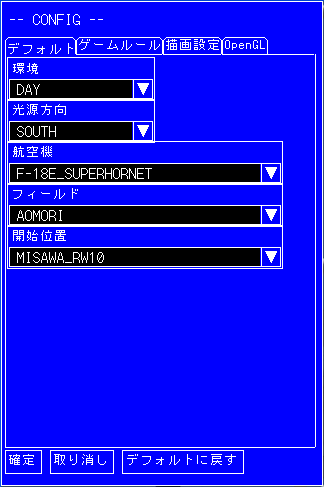 -- CONFIG --
デフォルト ゲームルール 描画設定 OpenGL
環境
DAY
光源方向
SOUTH
航空機
F-18E_SUPERHORNET
フィールド
AOMORI
開始位置
MISAWA_RW10
確定 取り消し デフォルトに戻す